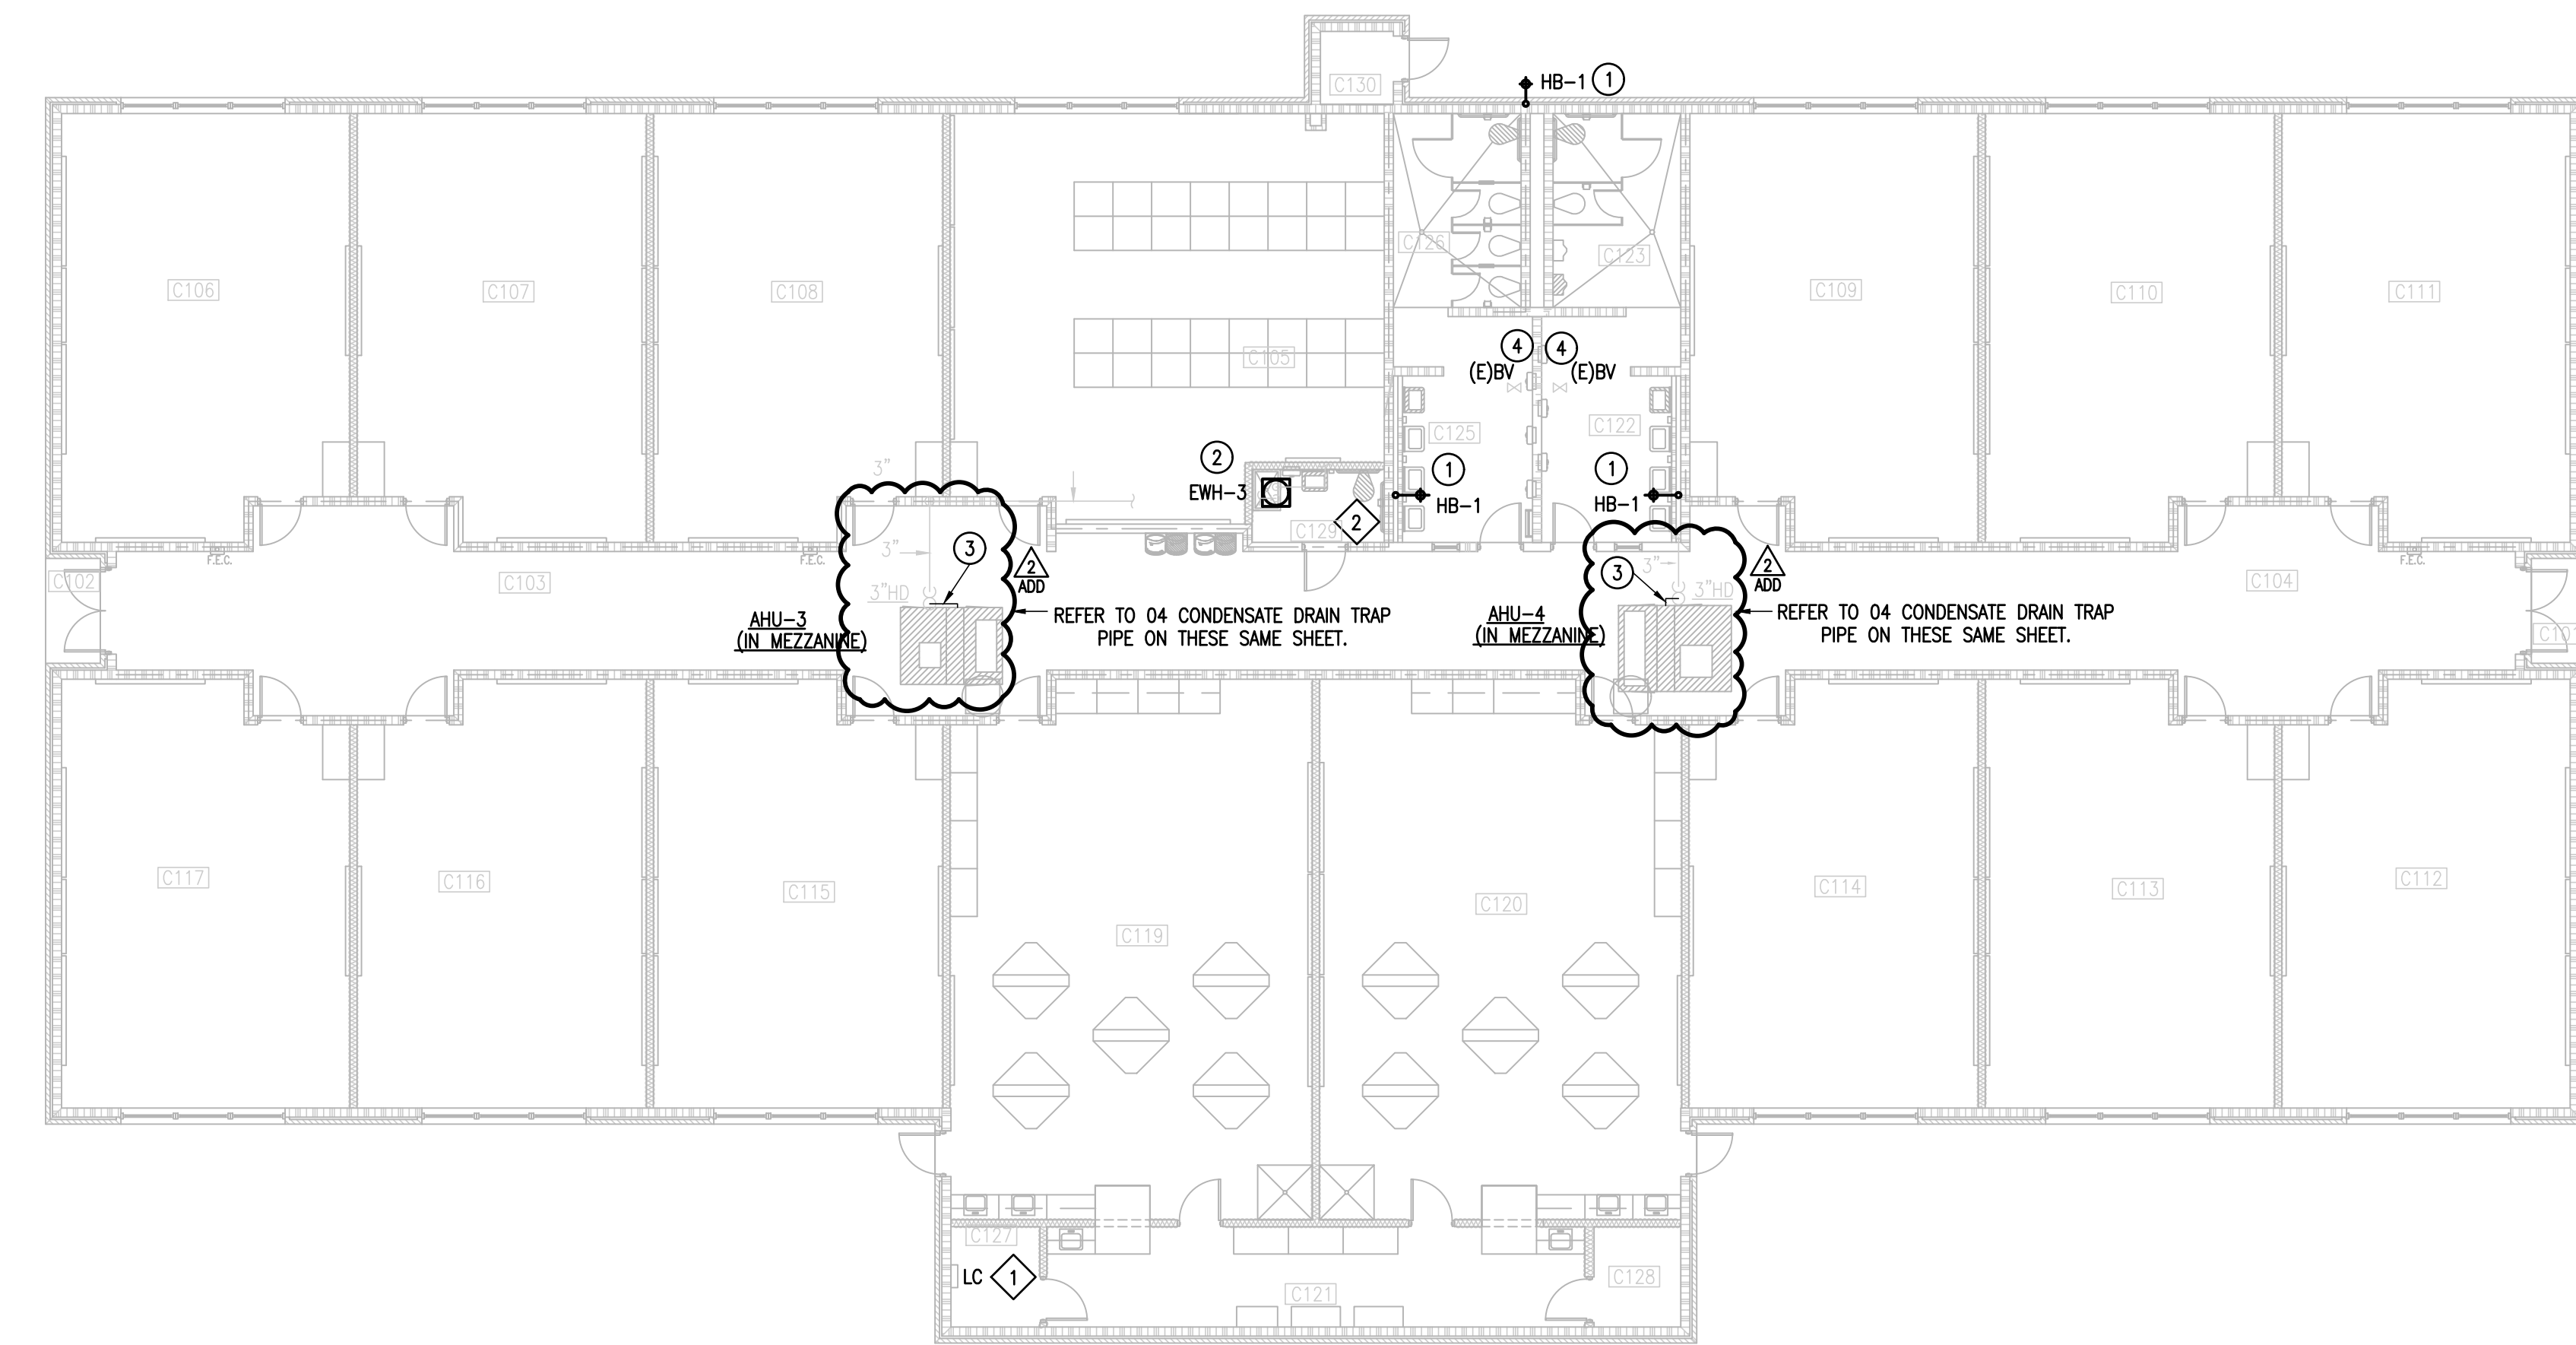 C130
HB-1 1
C126
C123
C106
C107
C108
C109
C110
C111
C105
4 4
(E)BV (E)BV
C125
C122
2
EWH-3
1
HB-1
1
HB-1
3"
C129
2
C102
F.E.C.
C103
F.E.C.
3"
3"HD
3
2
ADD
AHU-3
(IN MEZZANINE)
REFER TO 04 CONDENSATE DRAIN TRAP
PIPE ON THESE SAME SHEET.
3"
3"HD
3
2
ADD
AHU-4
(IN MEZZANINE)
REFER TO 04 CONDENSATE DRAIN TRAP
PIPE ON THESE SAME SHEET.
C104
F.E.C.
C101
C117
C116
C115
C119
C120
C114
C113
C112
C127
LC 1
C121
C128